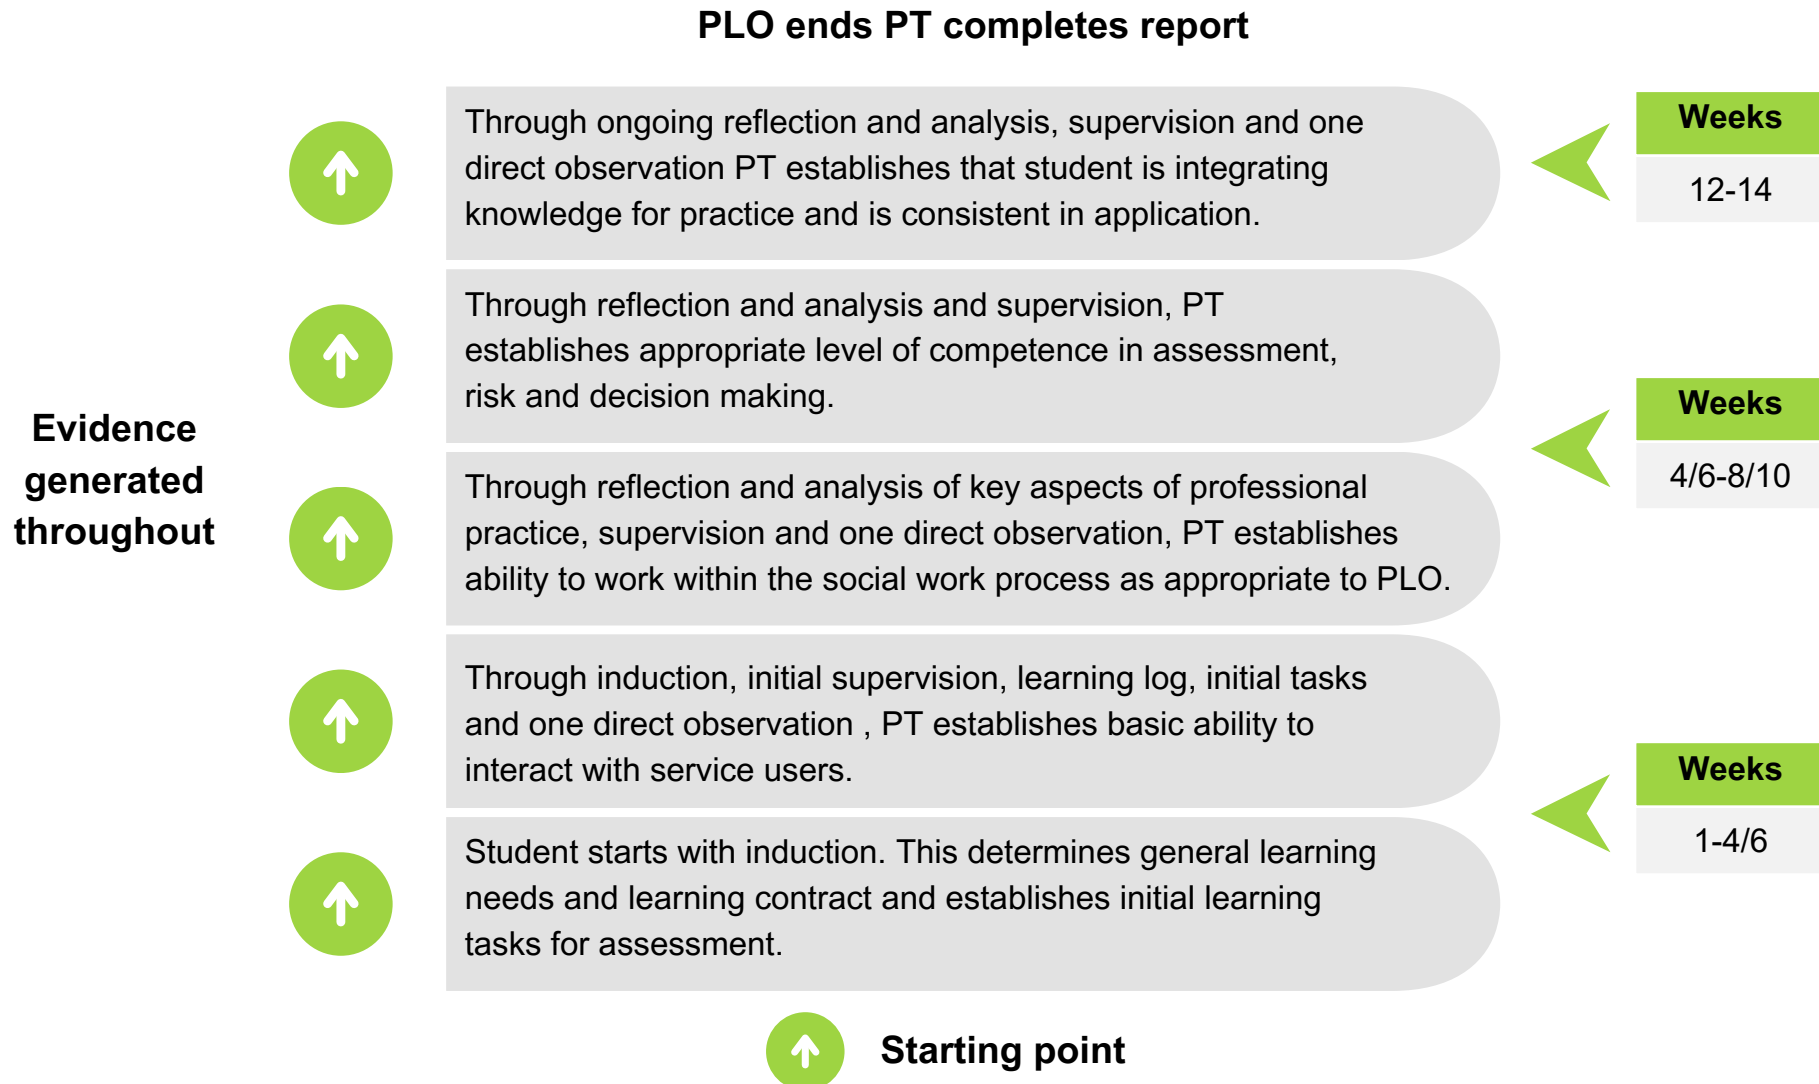 PLO ends PT completes report
Through ongoing reflection and analysis, supervision and one
direct observation PT establishes that student is integrating
knowledge for practice and is consistent in application.
Weeks
12-14
Through reflection and analysis and supervision, PT
establishes appropriate level of competence in assessment,
risk and decision making.
Evidence
generated
throughout
Weeks
4/6-8/10
Through reflection and analysis of key aspects of professional
practice, supervision and one direct observation, PT establishes
ability to work within the social work process as appropriate to PLO.
Through induction, initial supervision, learning log, initial tasks
and one direct observation , PT establishes basic ability to
interact with service users.
Weeks
1-4/6
Student starts with induction. This determines general learning
needs and learning contract and establishes initial learning
tasks for assessment.
Starting point